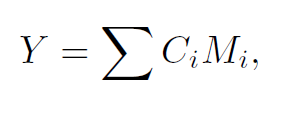 Y = ∑ C_i M_i,